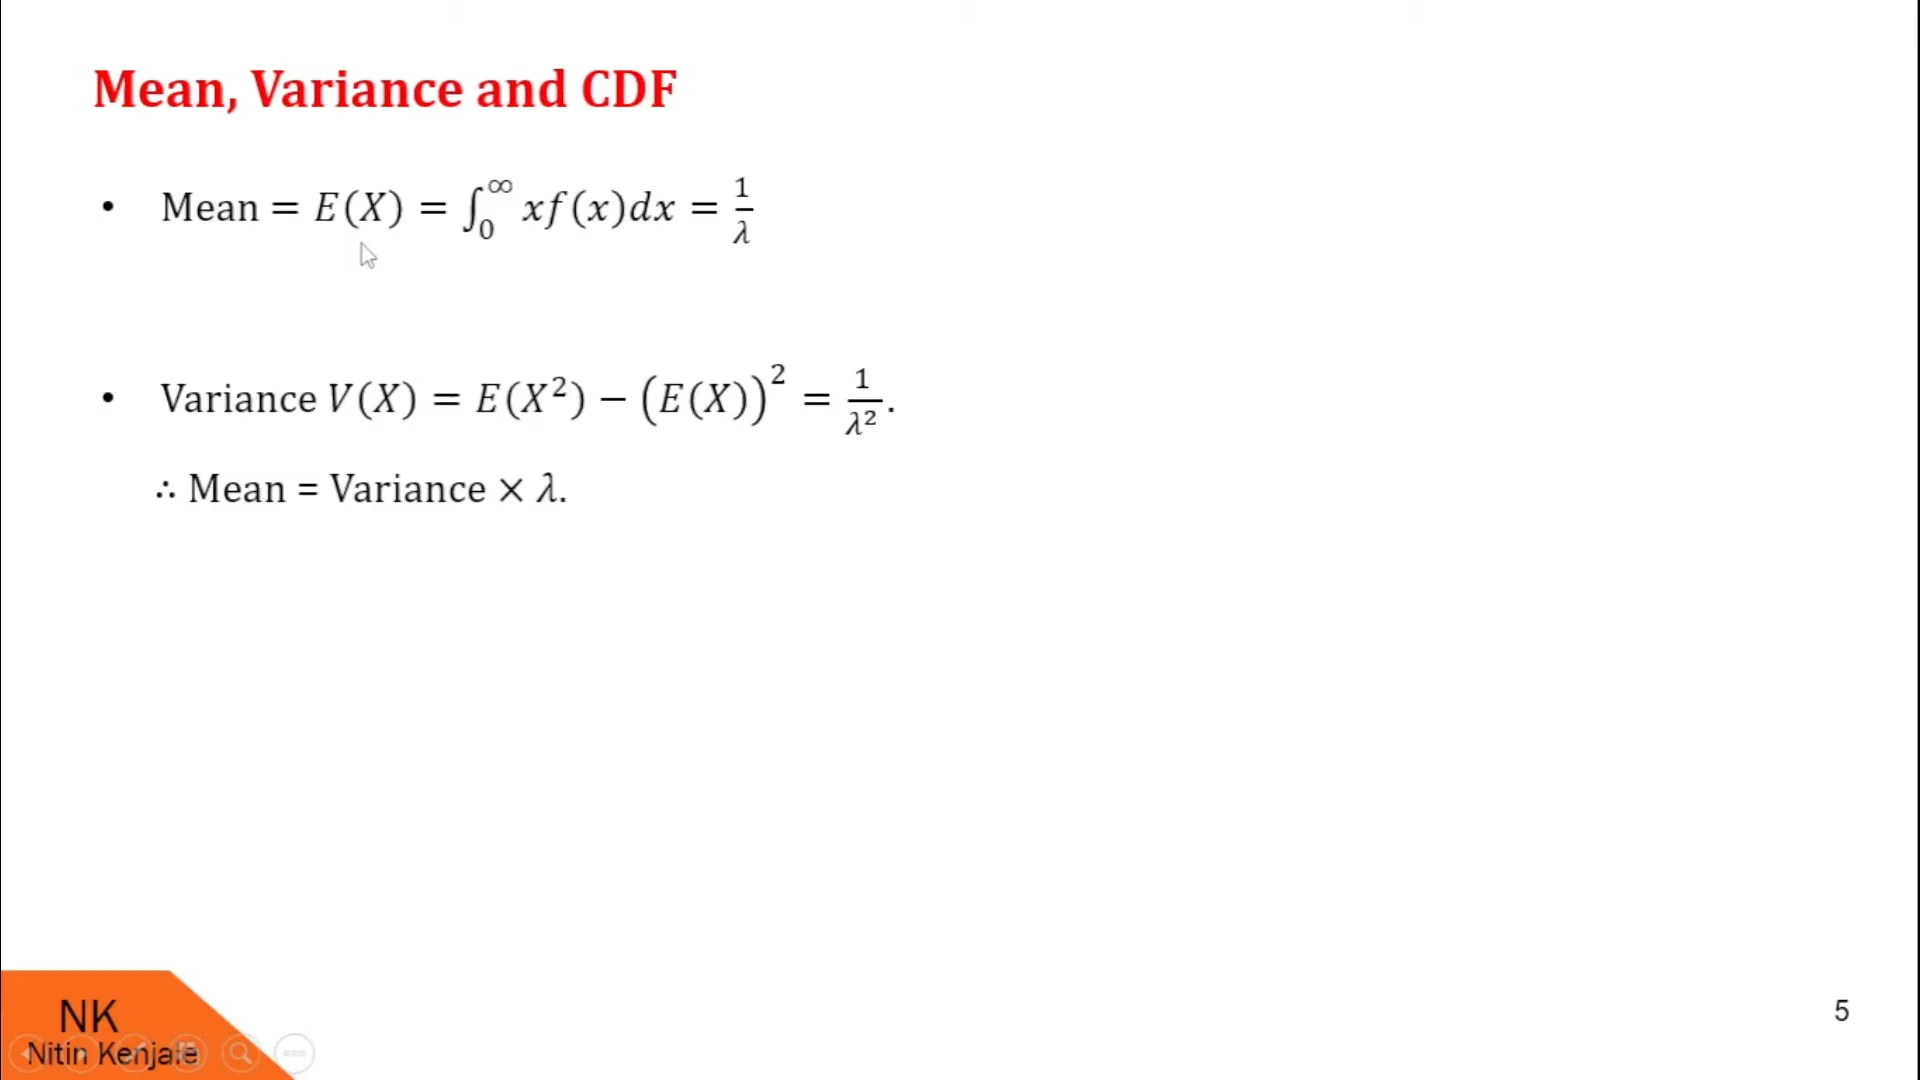 Mean, Variance and CDF
• Mean = E(X) = ∫₀^∞ xf(x)dx = 1/λ
• Variance V(X) = E(X²) − (E(X))² = 1/λ².
∴ Mean = Variance × λ.
NK
Nitin Kenjale
5